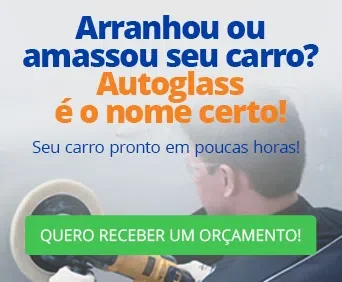 Arranhou ou
amassou seu carro?
Autoglass
é o nome certo!
Seu carro pronto em poucas horas!
QUERO RECEBER UM ORÇAMENTO!